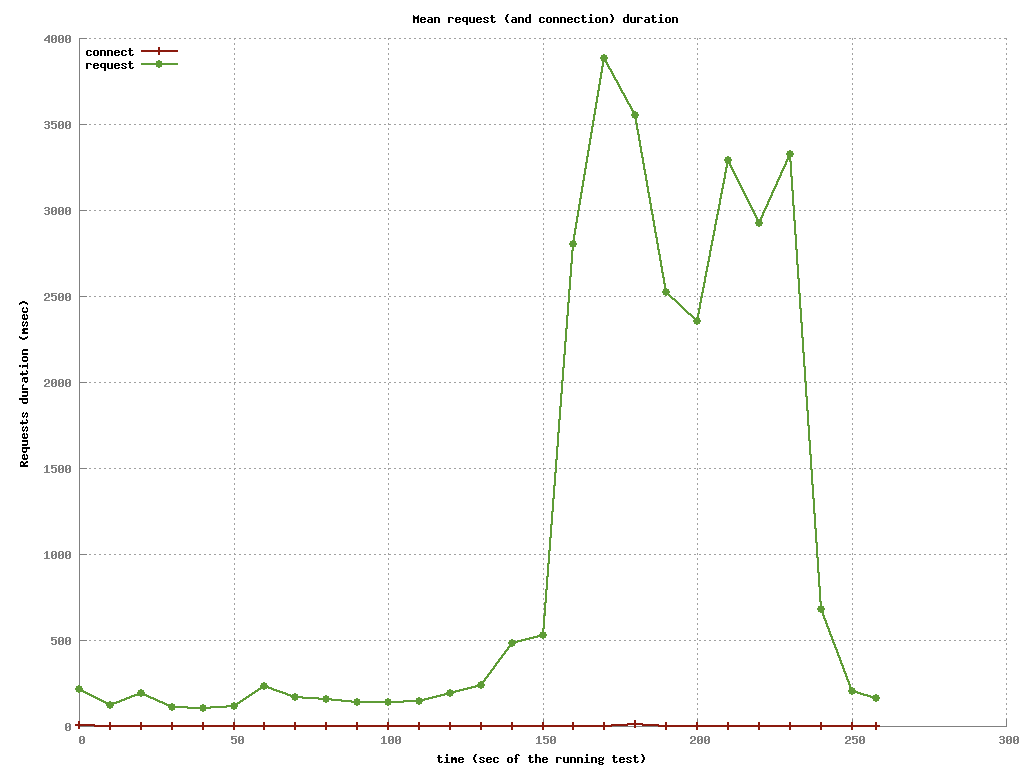 Mean request (and connection) duration
connect
request
4000
3500
3000
2500
2000
1500
1000
500
0
Requests duration (msec)
0 50 100 150 200 250 300
time (sec of the running test)